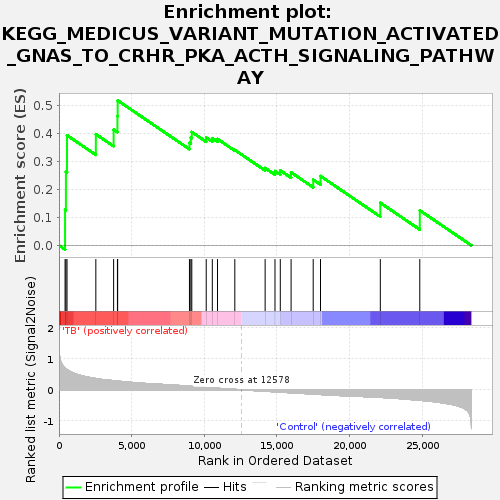 Enrichment plot:
KEGG_MEDICUS_VARIANT_MUTATION_ACTIVATED
_GNAS_TO_CRHR_PKA_ACTH_SIGNALING_PATHW
AY
Enrichment score (ES)
0.5
0.4
0.3
0.2
0.1
0.0
'TB' (positively correlated)
Ranked list metric (Signal2Noise)
2
1
0
-1
Zero cross at 12578
'Control' (negatively correlated)
0
5,000
10,000
15,000
20,000
25,000
Rank in Ordered Dataset
Enrichment profile
Hits
Ranking metric scores